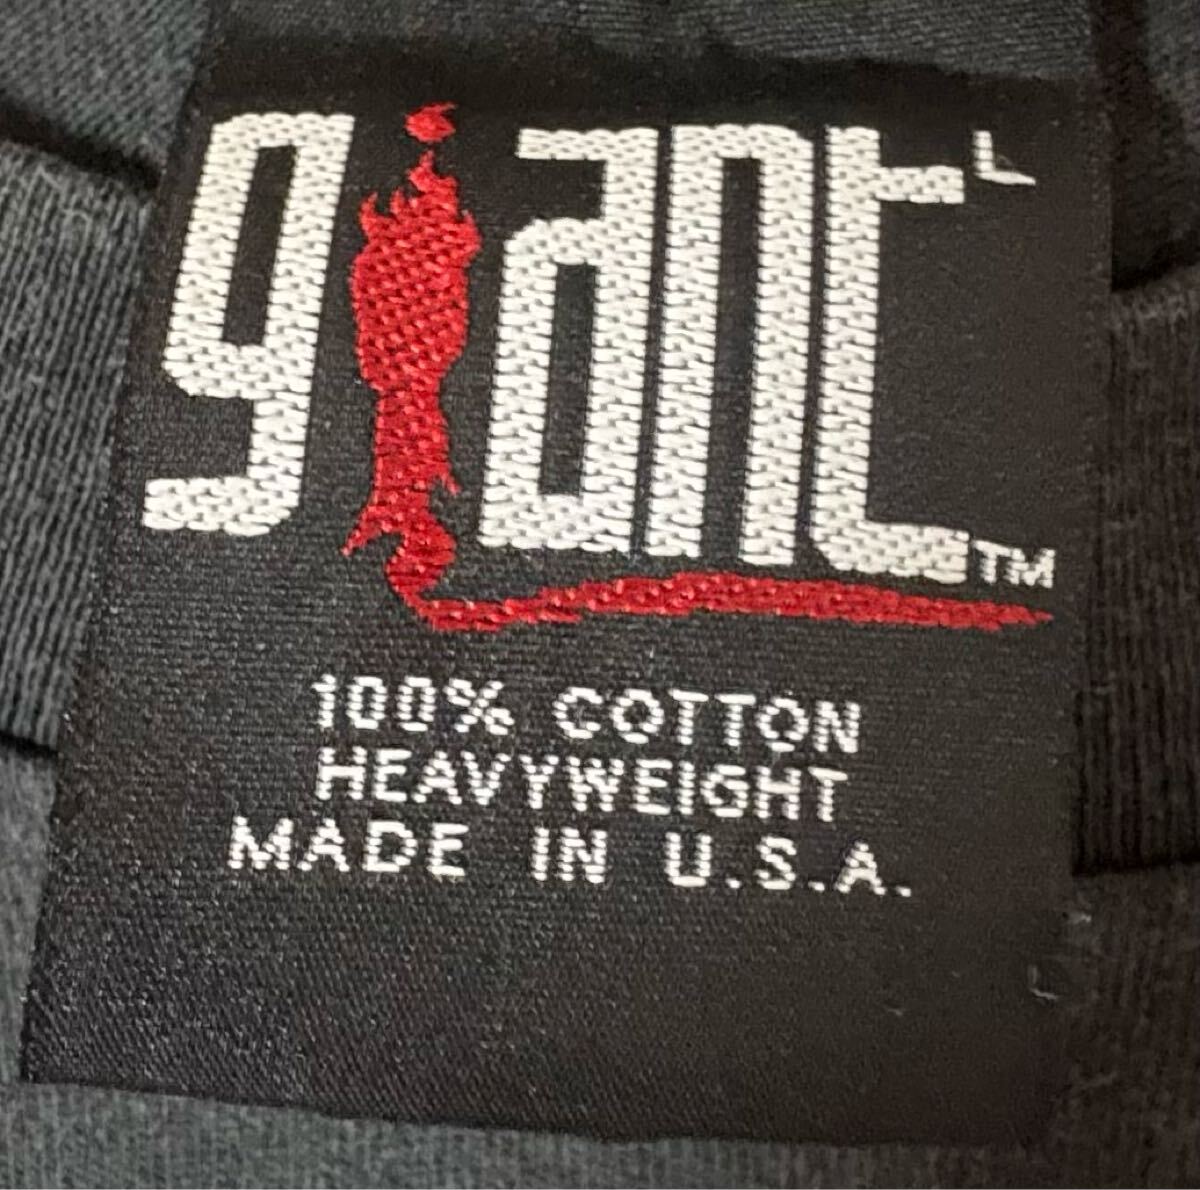 giant L
TM
100% COTTON
HEAVYWEIGHT
MADE IN U.S.A.